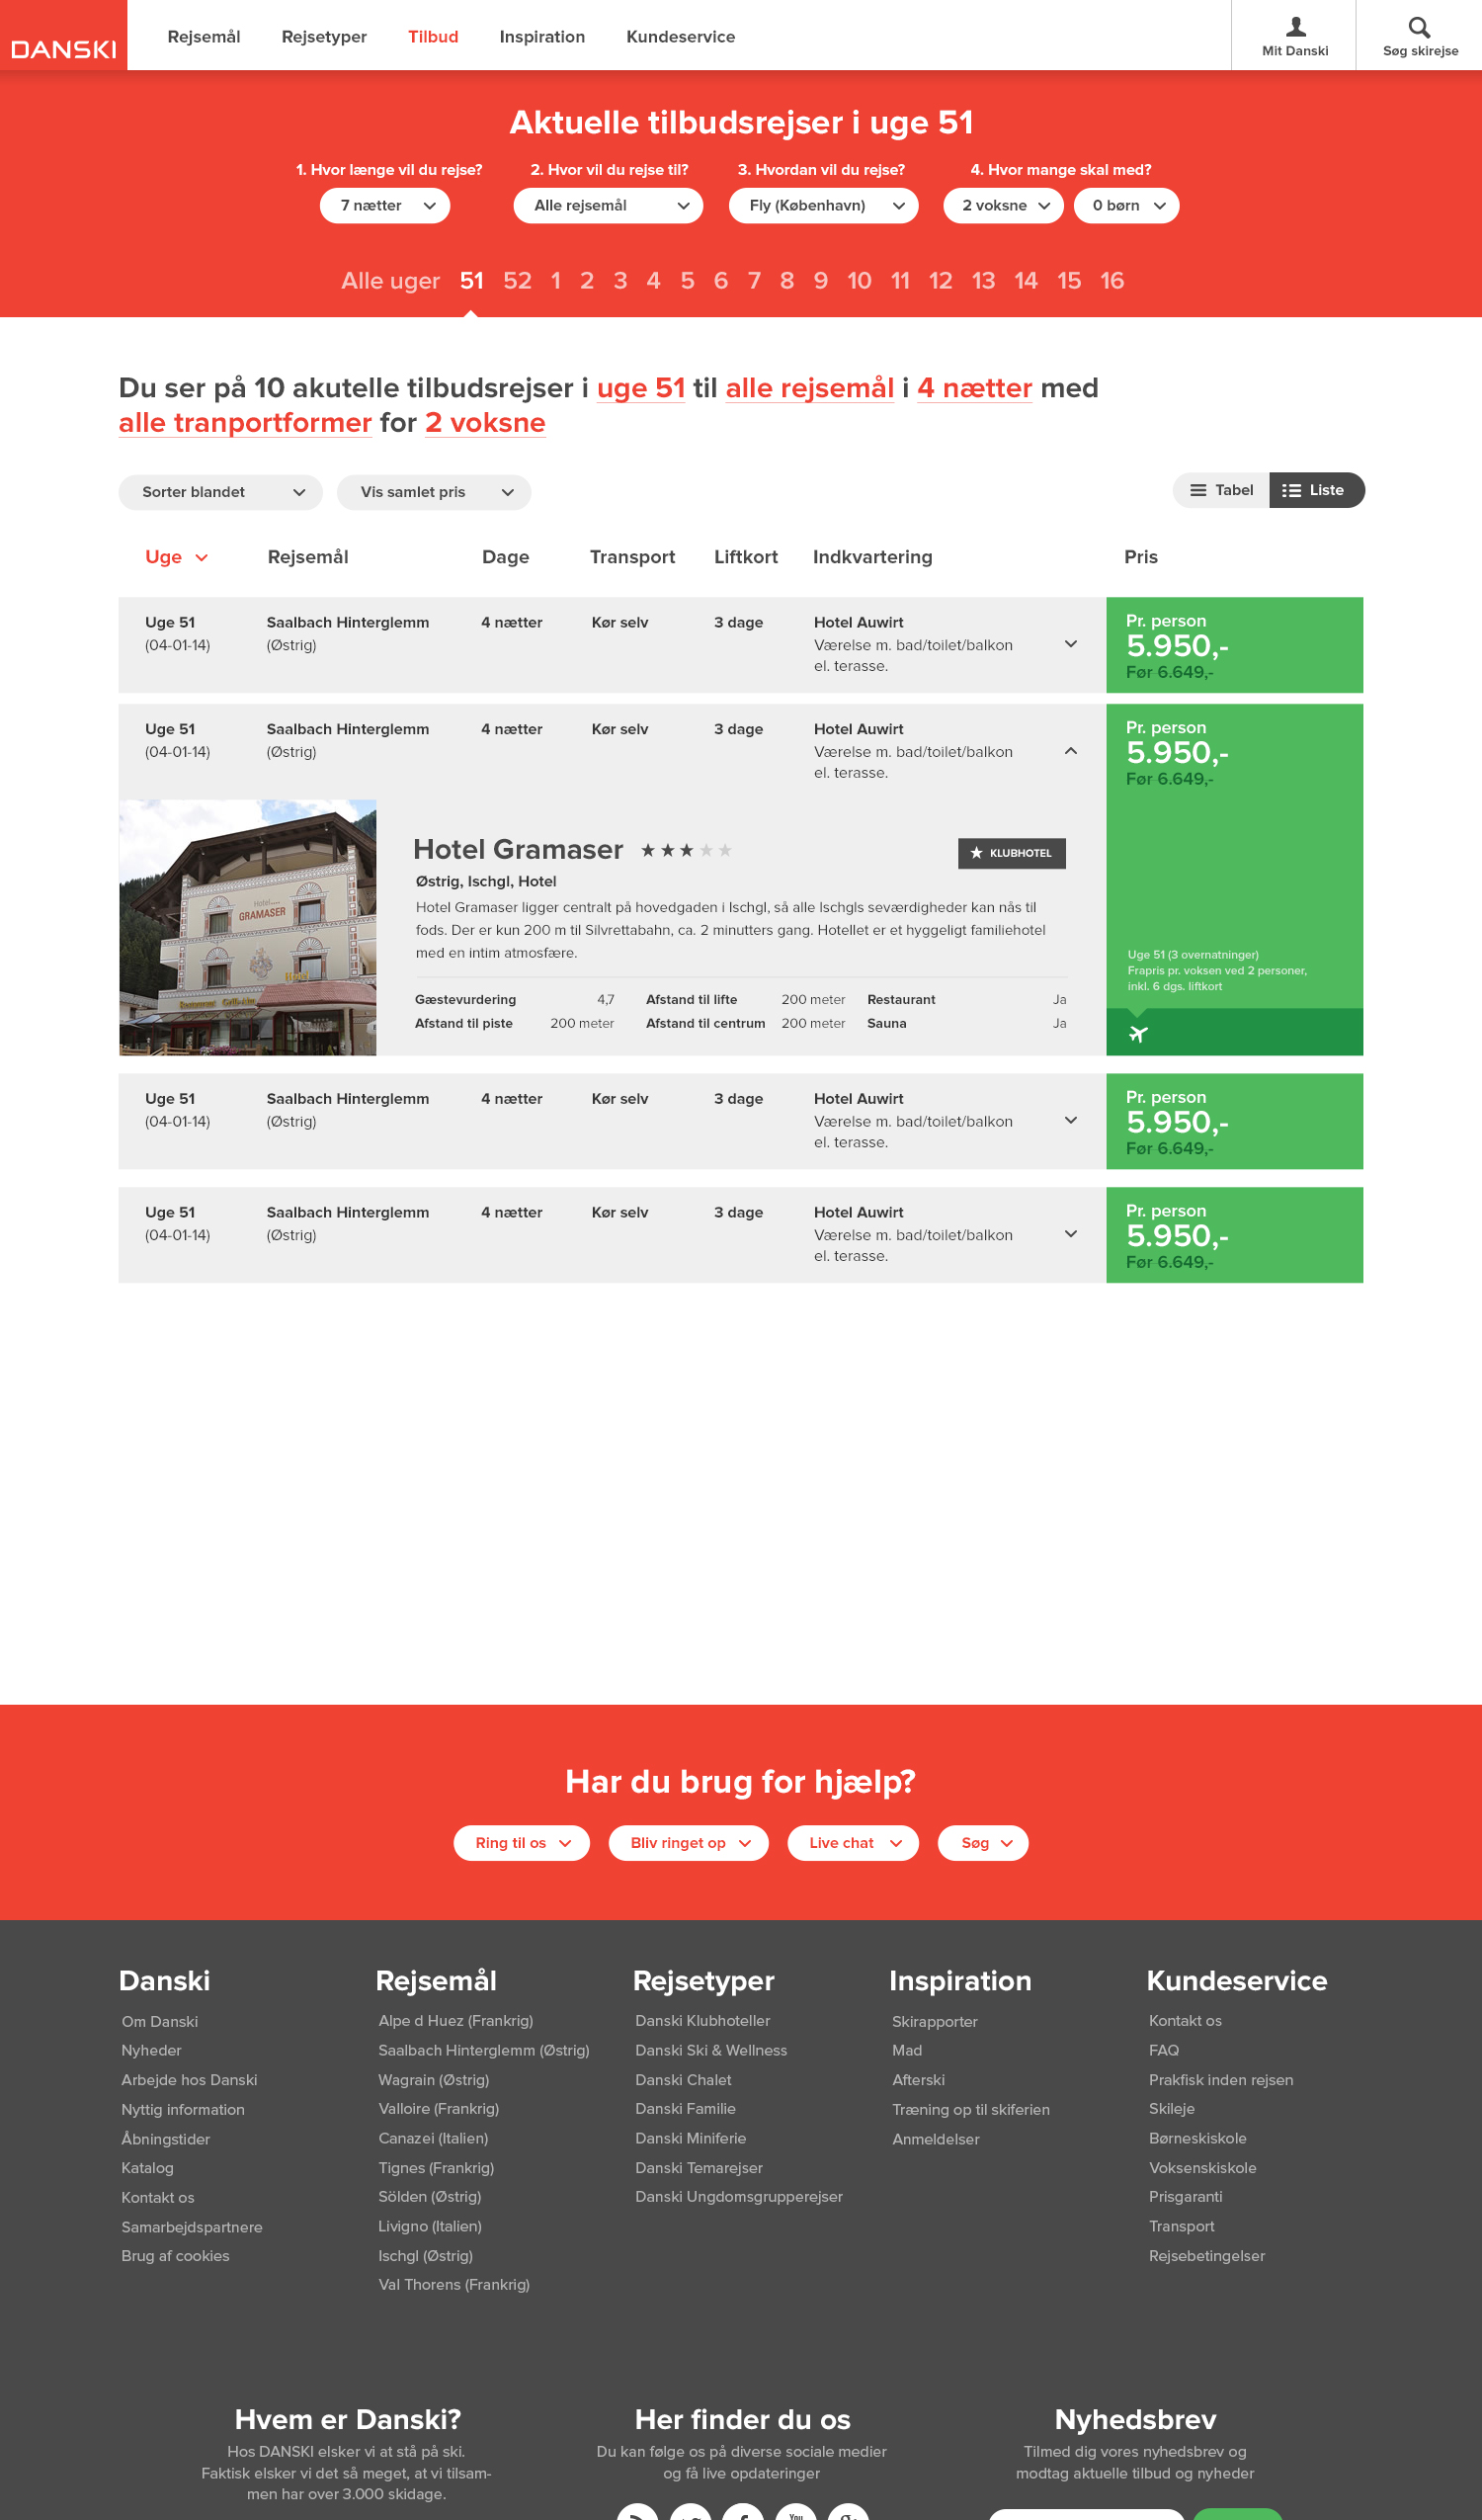 DANSKI
Rejsemål Rejsetyper Tilbud Inspiration Kundeservice
Mit Danski
Søg skirejse
Aktuelle tilbudsrejser i uge 51
1. Hvor længe vil du rejse? 2. Hvor vil du rejse til? 3. Hvordan vil du rejse? 4. Hvor mange skal med?
7 nætter Alle rejsemål Fly (København) 2 voksne 0 børn
Alle uger 51 52 1 2 3 4 5 6 7 8 9 10 11 12 13 14 15 16
Du ser på 10 akutelle tilbudsrejser i uge 51 til alle rejsemål i 4 nætter med
alle tranportformer for 2 voksne
Sorter blandet Vis samlet pris Tabel Liste
Uge Rejsemål Dage Transport Liftkort Indkvartering Pris
Uge 51 Saalbach Hinterglemm 4 nætter Kør selv 3 dage Hotel Auwirt
(04-01-14) (Østrig) Værelse m. bad/toilet/balkon
el. terasse.
Pr. person
5.950,-
Før 6.649,-
Uge 51 Saalbach Hinterglemm 4 nætter Kør selv 3 dage Hotel Auwirt
(04-01-14) (Østrig) Værelse m. bad/toilet/balkon
el. terasse.
Pr. person
5.950,-
Før 6.649,-
Hotel
GRAMASER
Hotel
Hotel Gramaser
KLUBHOTEL
Østrig, Ischgl, Hotel
Hotel Gramaser ligger centralt på hovedgaden i Ischgl, så alle Ischgls seværdigheder kan nås til
fods. Der er kun 200 m til Silvrettabahn, ca. 2 minutters gang. Hotellet er et hyggeligt familiehotel
med en intim atmosfære.
Gæstevurdering 4,7 Afstand til lifte 200 meter Restaurant Ja
Afstand til piste 200 meter Afstand til centrum 200 meter Sauna Ja
Uge 51 (3 overnatninger)
Frapris pr. voksen ved 2 personer,
inkl. 6 dgs. liftkort
Uge 51 Saalbach Hinterglemm 4 nætter Kør selv 3 dage Hotel Auwirt
(04-01-14) (Østrig) Værelse m. bad/toilet/balkon
el. terasse.
Pr. person
5.950,-
Før 6.649,-
Uge 51 Saalbach Hinterglemm 4 nætter Kør selv 3 dage Hotel Auwirt
(04-01-14) (Østrig) Værelse m. bad/toilet/balkon
el. terasse.
Pr. person
5.950,-
Før 6.649,-
Har du brug for hjælp?
Ring til os Bliv ringet op Live chat Søg
Danski
Om Danski
Nyheder
Arbejde hos Danski
Nyttig information
Åbningstider
Katalog
Kontakt os
Samarbejdspartnere
Brug af cookies
Rejsemål
Alpe d Huez (Frankrig)
Saalbach Hinterglemm (Østrig)
Wagrain (Østrig)
Valloire (Frankrig)
Canazei (Italien)
Tignes (Frankrig)
Sölden (Østrig)
Livigno (Italien)
Ischgl (Østrig)
Val Thorens (Frankrig)
Rejsetyper
Danski Klubhoteller
Danski Ski & Wellness
Danski Chalet
Danski Familie
Danski Miniferie
Danski Temarejser
Danski Ungdomsgrupperejser
Inspiration
Skirapporter
Mad
Afterski
Træning op til skiferien
Anmeldelser
Kundeservice
Kontakt os
FAQ
Prakfisk inden rejsen
Skileje
Børneskiskole
Voksenskiskole
Prisgaranti
Transport
Rejsebetingelser
Hvem er Danski?
Hos DANSKI elsker vi at stå på ski.
Faktisk elsker vi det så meget, at vi tilsam-
men har over 3.000 skidage.
Her finder du os
Du kan følge os på diverse sociale medier
og få live opdateringer
You
Nyhedsbrev
Tilmed dig vores nyhedsbrev og
modtag aktuelle tilbud og nyheder